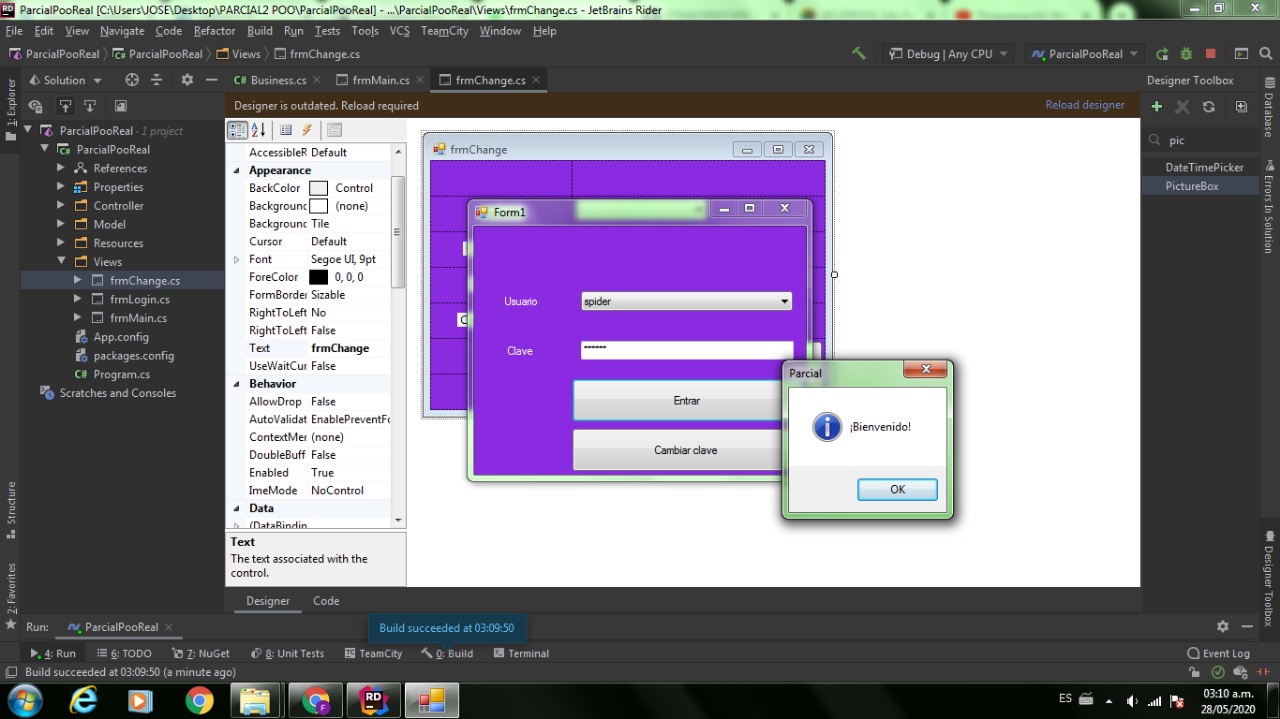 ParcialPooReal [C:\Users\JOSE\Desktop\PARCIAL2 POO\ParcialPooReal] - ...\ParcialPooReal\Views\frmChange.cs - JetBrains Rider
File Edit View Navigate Code Refactor Build Run Tests Tools VCS TeamCity Window Help
ParcialPooReal ParcialPooReal Views frmChange.cs
Debug | Any CPU ParcialPooReal
1: Explorer
Solution
Business.cs frmMain.cs frmChange.cs
Designer Toolbox
Designer is outdated. Reload required Reload designer
pic
DateTimePicker
PictureBox
Database
Errors In Solution
Designer Toolbox
ParcialPooReal · 1 project
ParcialPooReal
References
Properties
Controller
Model
Resources
Views
frmChange.cs
frmLogin.cs
frmMain.cs
App.config
packages.config
Program.cs
Scratches and Consoles
Structure
2: Favorites
AccessibleR Default
Appearance
BackColor Control
Background (none)
Background Tile
Cursor Default
Font Segoe UI, 9pt
ForeColor 0, 0, 0
FormBorder Sizable
RightToLeft No
RightToLeft False
Text frmChange
UseWaitCur False
Behavior
AllowDrop False
AutoValidat EnablePreventFo
ContextMen (none)
DoubleBuff False
Enabled True
ImeMode NoControl
Data
(DataBindin
Text
The text associated with the
control.
frmChange
C
Form1
Usuario spider
Clave ******
Entrar
Cambiar clave
Parcial
¡Bienvenido!
OK
Designer Code
Run: ParcialPooReal
Build succeeded at 03:09:50
4: Run 6: TODO 7: NuGet 8: Unit Tests TeamCity 0: Build Terminal Event Log
Build succeeded at 03:09:50 (a minute ago)
ES 03:10 a.m.
28/05/2020